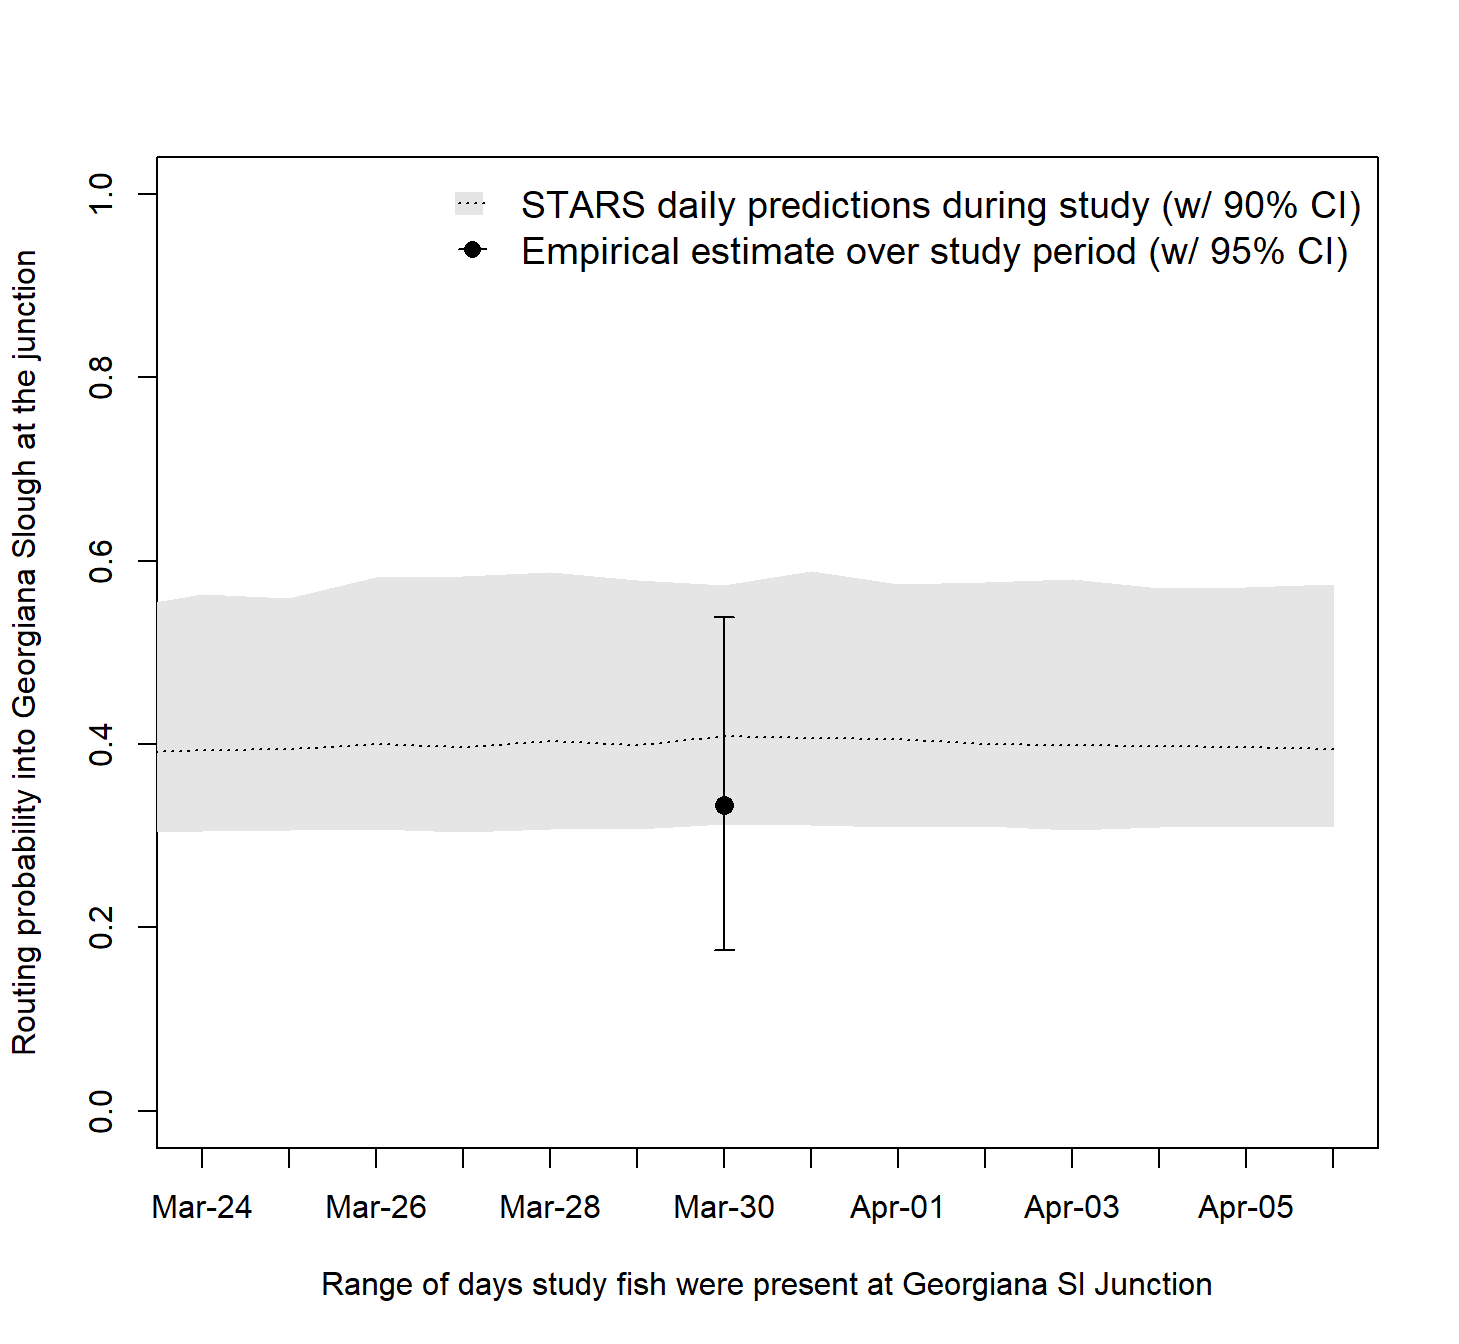 STARS daily predictions during study (w/ 90% CI)
Empirical estimate over study period (w/ 95% CI)
Routing probability into Georgiana Slough at the junction
1.0
0.8
0.6
0.4
0.2
0.0
Mar-24 Mar-26 Mar-28 Mar-30 Apr-01 Apr-03 Apr-05
Range of days study fish were present at Georgiana Sl Junction